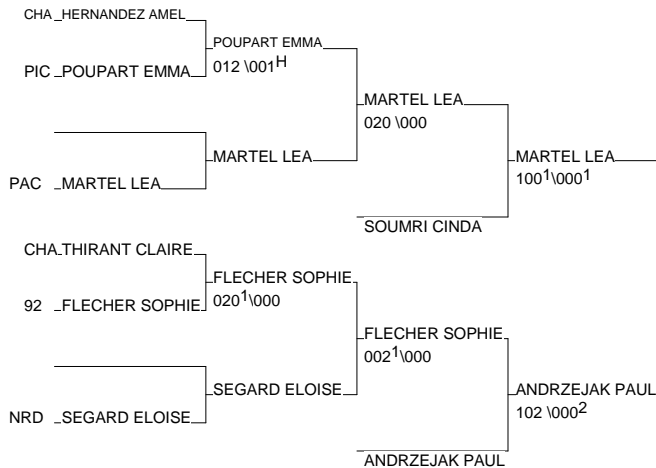 CHA HERNANDEZ AMEL
POUPART EMMA
012 \001H
PIC POUPART EMMA
MARTEL LEA
020 \000
MARTEL LEA
PAC MARTEL LEA
MARTEL LEA
100¹\000¹
SOUMRI CINDA
CHA THIRANT CLAIRE
FLECHER SOPHIE
020¹\000
92 FLECHER SOPHIE
FLECHER SOPHIE
002¹\000
SEGARD ELOISE
NRD SEGARD ELOISE
ANDRZEJAK PAUL
102 \000²
ANDRZEJAK PAUL